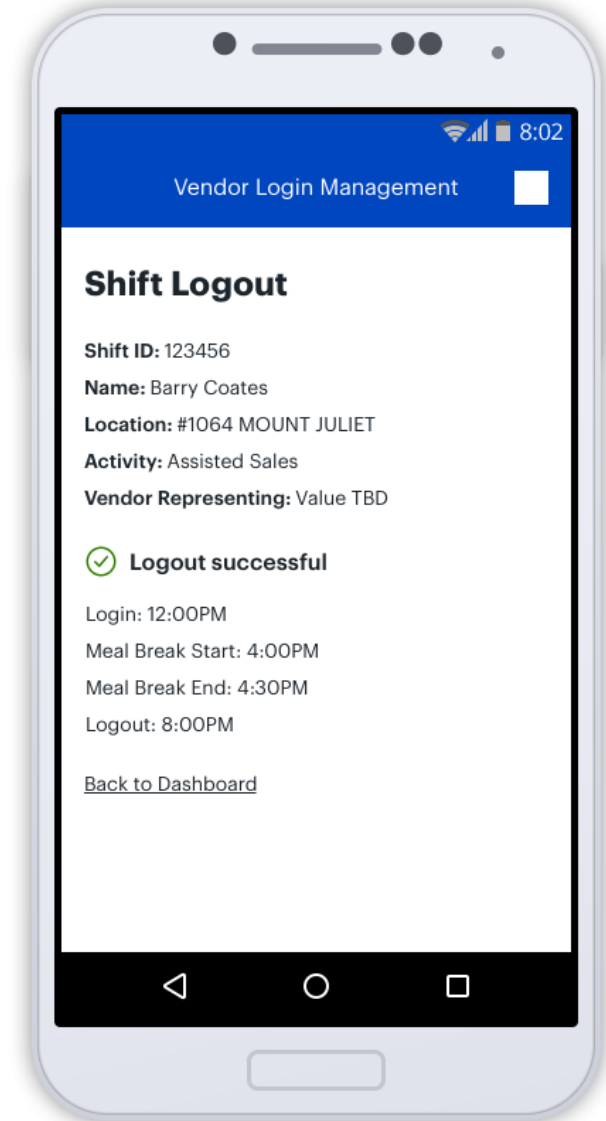 8:02
Vendor Login Management
Shift Logout
Shift ID: 123456
Name: Barry Coates
Location: #1064 MOUNT JULIET
Activity: Assisted Sales
Vendor Representing: Value TBD
Logout successful
Login: 12:00PM
Meal Break Start: 4:00PM
Meal Break End: 4:30PM
Logout: 8:00PM
Back to Dashboard